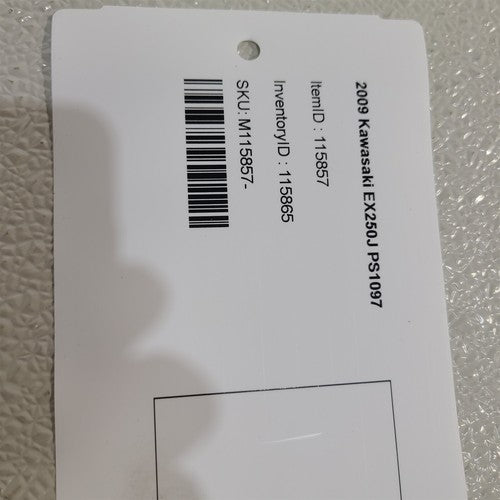 2009 Kawasaki EX250J PS1097
ItemID : 115857
InventoryID : 115865
SKU: M115857-